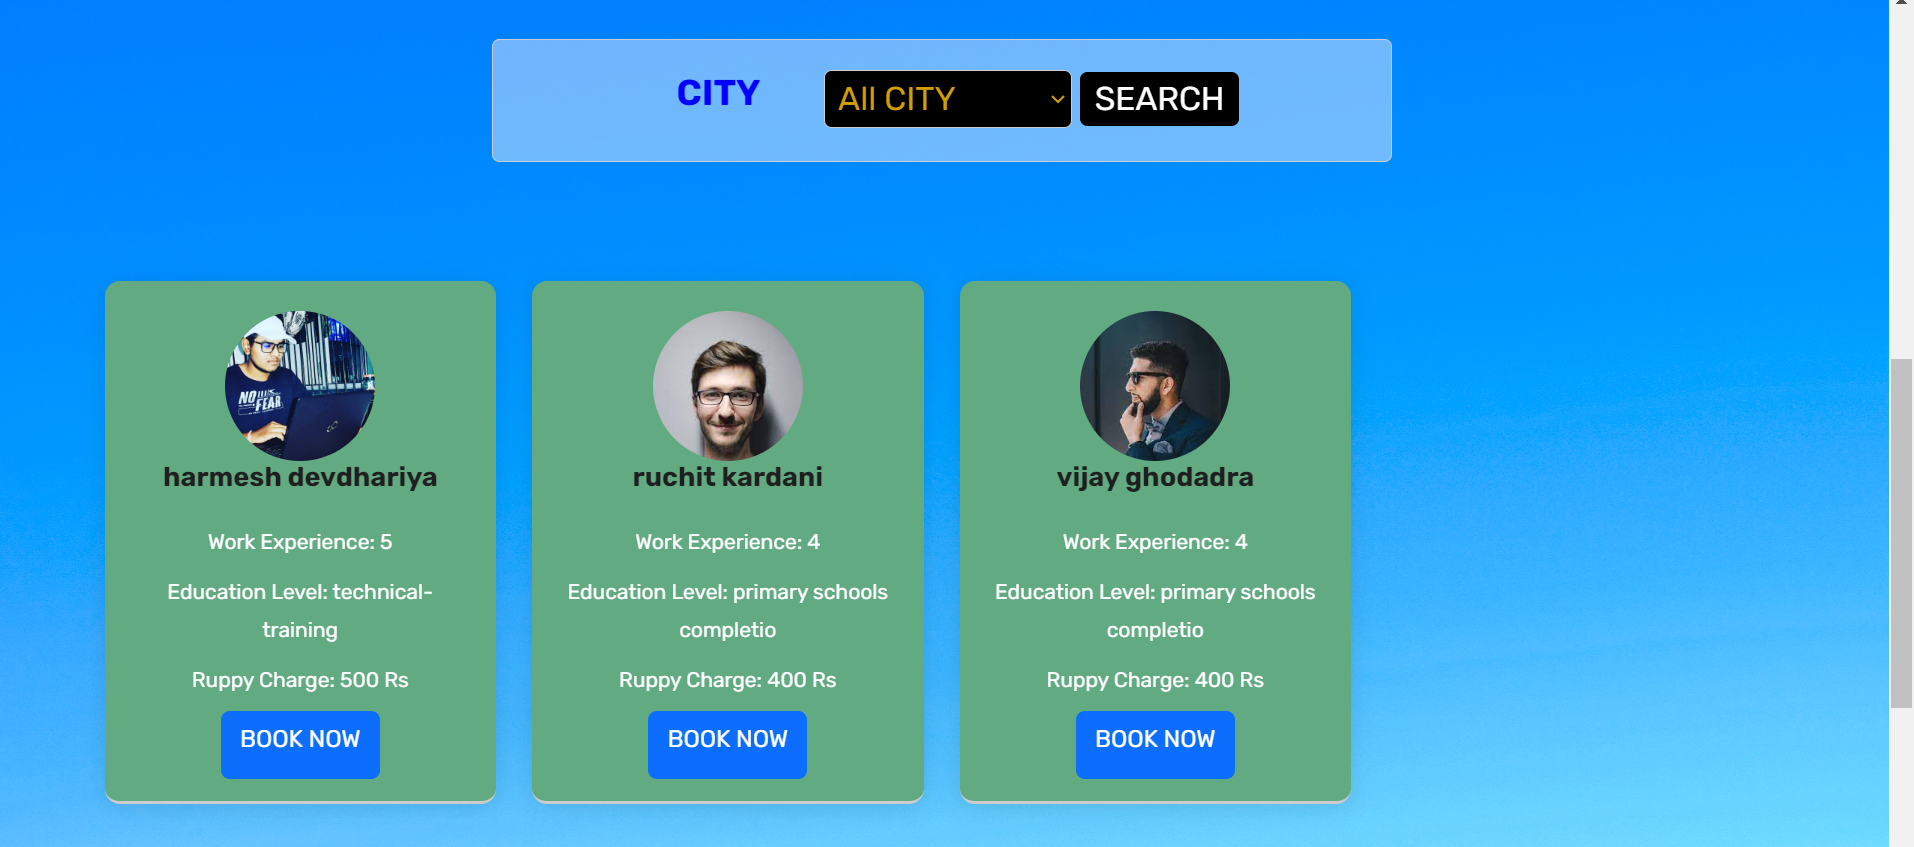 CITY All CITY SEARCH
NO
FEAR
harmesh devdhariya
Work Experience: 5
Education Level: technical-
training
Ruppy Charge: 500 Rs
BOOK NOW
ruchit kardani
Work Experience: 4
Education Level: primary schools
completio
Ruppy Charge: 400 Rs
BOOK NOW
vijay ghodadra
Work Experience: 4
Education Level: primary schools
completio
Ruppy Charge: 400 Rs
BOOK NOW